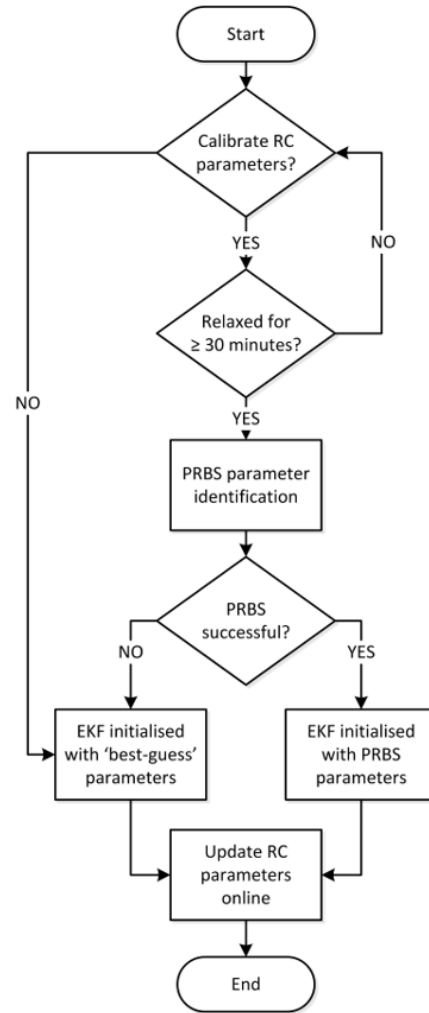 Start
Calibrate RC
parameters?
YES
NO
Relaxed for
≥ 30 minutes?
NO
YES
PRBS parameter
identification
PRBS
successful?
NO
YES
EKF initialised
with ‘best-guess’
parameters
EKF initialised
with PRBS
parameters
Update RC
parameters
online
End